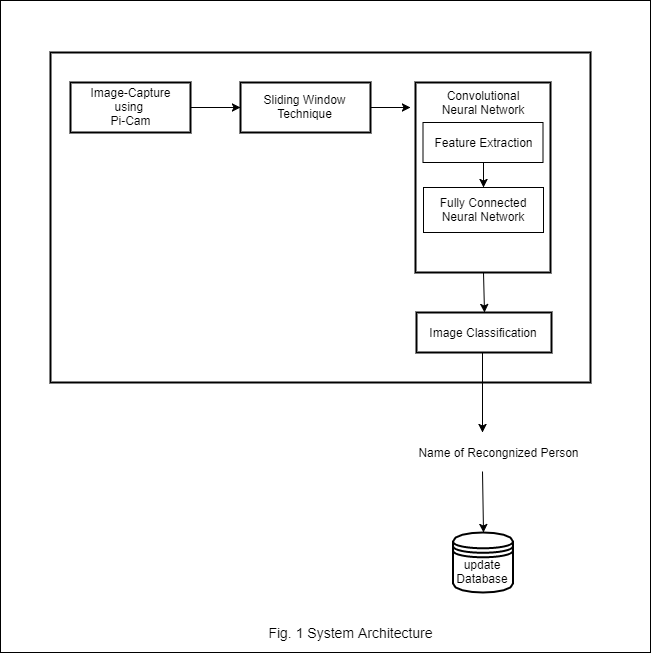 Image-Capture
using
Pi-Cam
Sliding Window
Technique
Convolutional
Neural Network
Feature Extraction
Fully Connected
Neural Network
Image Classification
Name of Recongnized Person
update
Database
Fig. 1 System Architecture